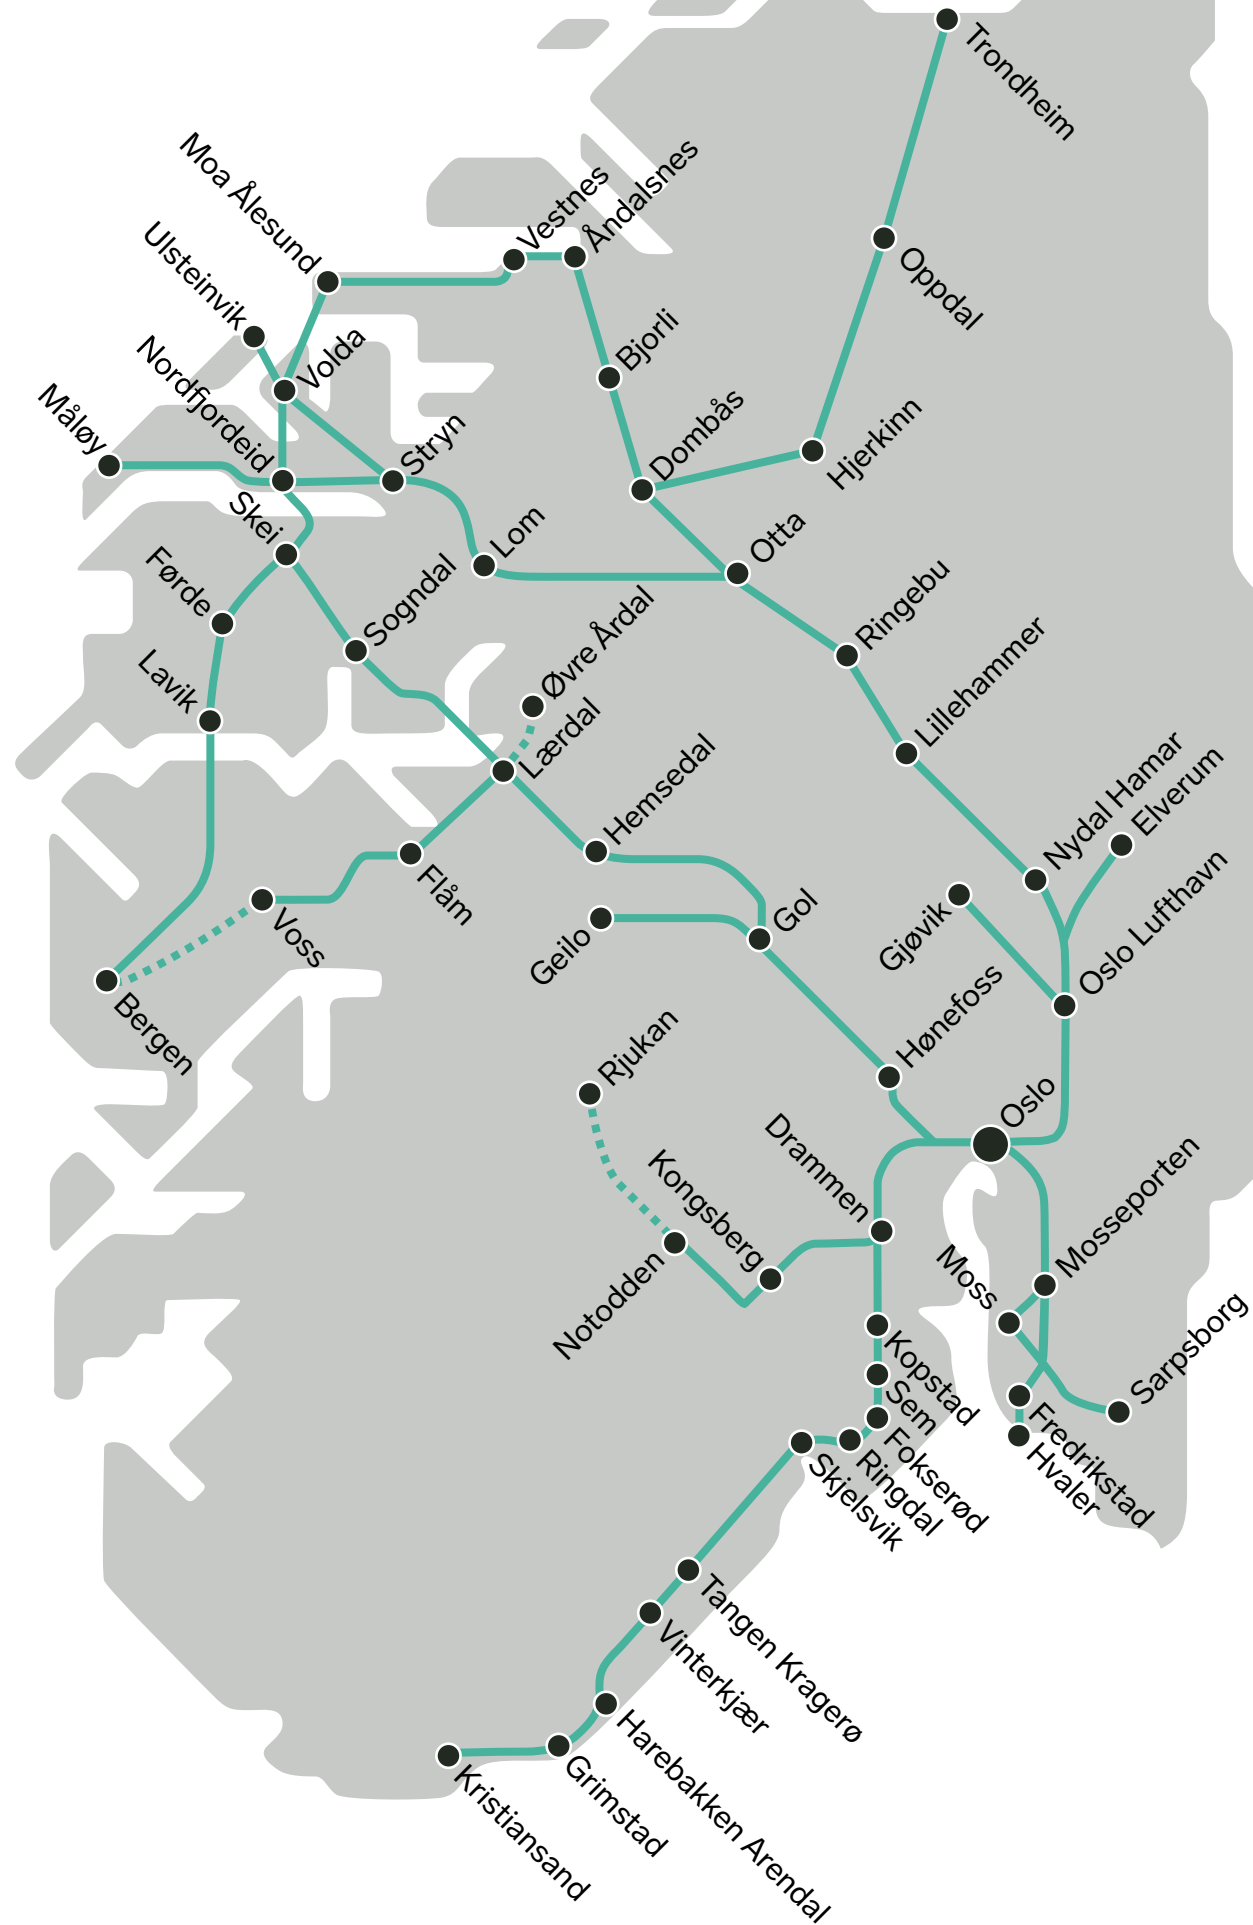 Trondheim
Moa Ålesund
Vestnes
Åndalsnes
Ulsteinvik
Oppdal
Nordfjordeid
Volda
Bjorli
Måløy
Stryn
Dombås
Hjerkinn
Skei
Lom
Otta
Førde
Sogndal
Øvre Årdal
Ringebu
Lavik
Lærdal
Lillehammer
Hemsedal
Nydal Hamar
Elverum
Flåm
Voss
Geilo
Gol
Gjøvik
Oslo Lufthavn
Bergen
Rjukan
Hønefoss
Oslo
Drammen
Kongsberg
Mosseporten
Notodden
Moss
Kopstad
Sem
Sarpsborg
Fokserød
Ringdal
Skjelsvik
Fredrikstad
Hvaler
Tangen Kragerø
Vinterkjær
Harebakken Arendal
Grimstad
Kristiansand